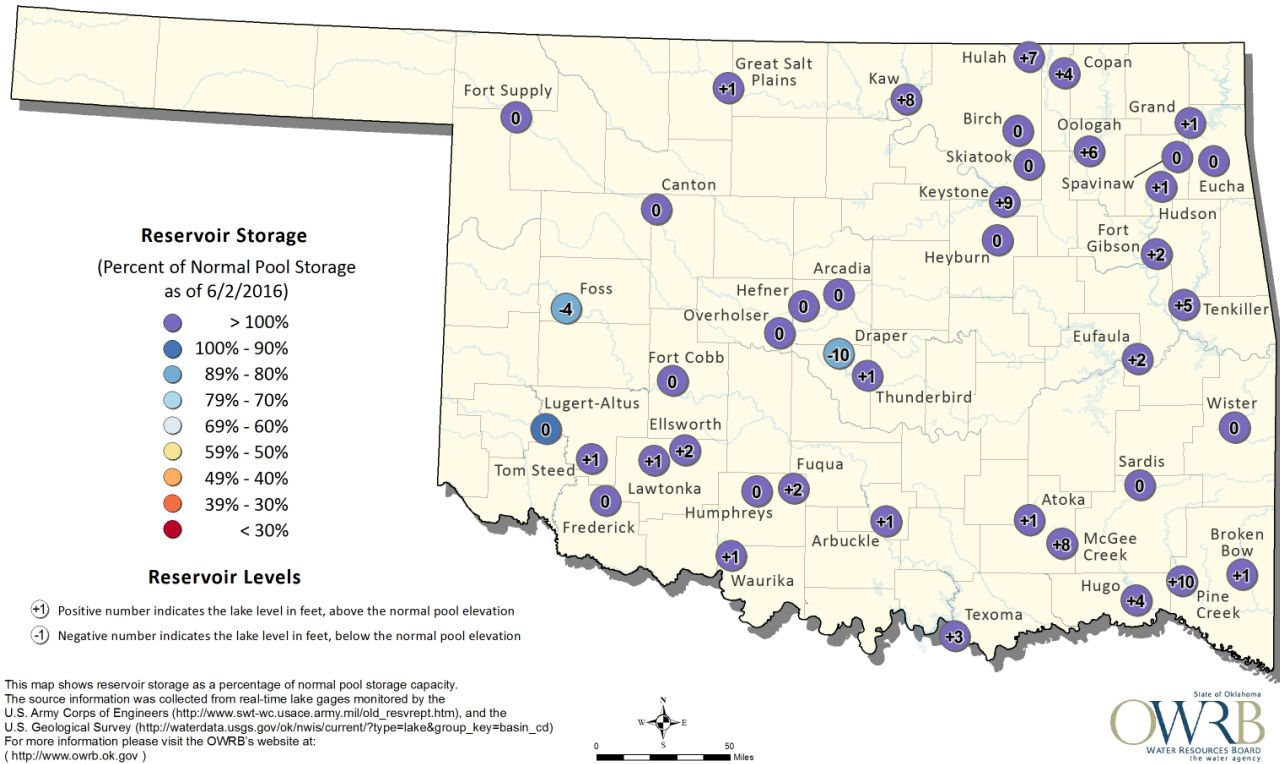 Hulah
+7
Copan
+4
Great Salt
Plains
+1
Kaw
+8
Fort Supply
0
Grand
+1
Birch
0
Oologah
+6
Skiatook
0
Spavinaw
0
Eucha
0
Hudson
+1
Canton
0
Keystone
+9
Heyburn
0
Fort
Gibson
+2
Reservoir Storage
(Percent of Normal Pool Storage
as of 6/2/2016)
> 100%
100% - 90%
89% - 80%
79% - 70%
69% - 60%
59% - 50%
49% - 40%
39% - 30%
< 30%
Foss
-4
Arcadia
0
Hefner
0
Overholser
0
Draper
-10
Thunderbird
+1
Tenkiller
+5
Eufaula
+2
Fort Cobb
0
Lugert-Altus
0
Ellsworth
+2
Tom Steed
+1
Lawtonka
+1
Frederick
0
Humphreys
0
Fuqua
+2
Wister
0
Sardis
0
Atoka
+1
McGee
Creek
+8
Arbuckle
+1
Waurika
+1
Broken
Bow
+1
Hugo
+4
Pine
Creek
+10
Texoma
+3
Reservoir Levels
+1 Positive number indicates the lake level in feet, above the normal pool elevation
-1 Negative number indicates the lake level in feet, below the normal pool elevation
This map shows reservoir storage as a percentage of normal pool storage capacity.
The source information was collected from real-time lake gages monitored by the
U.S. Army Corps of Engineers (http://www.swt-wc.usace.army.mil/old_resvrept.htm), and the
U.S. Geological Survey (http://waterdata.usgs.gov/ok/nwis/current/?type=lake&group_key=basin_cd)
For more information please visit the OWRB's website at:
( http://www.owrb.ok.gov )
N
W E
S
0 50
Miles
State of Oklahoma
OWRB
WATER RESOURCES BOARD
the water agency